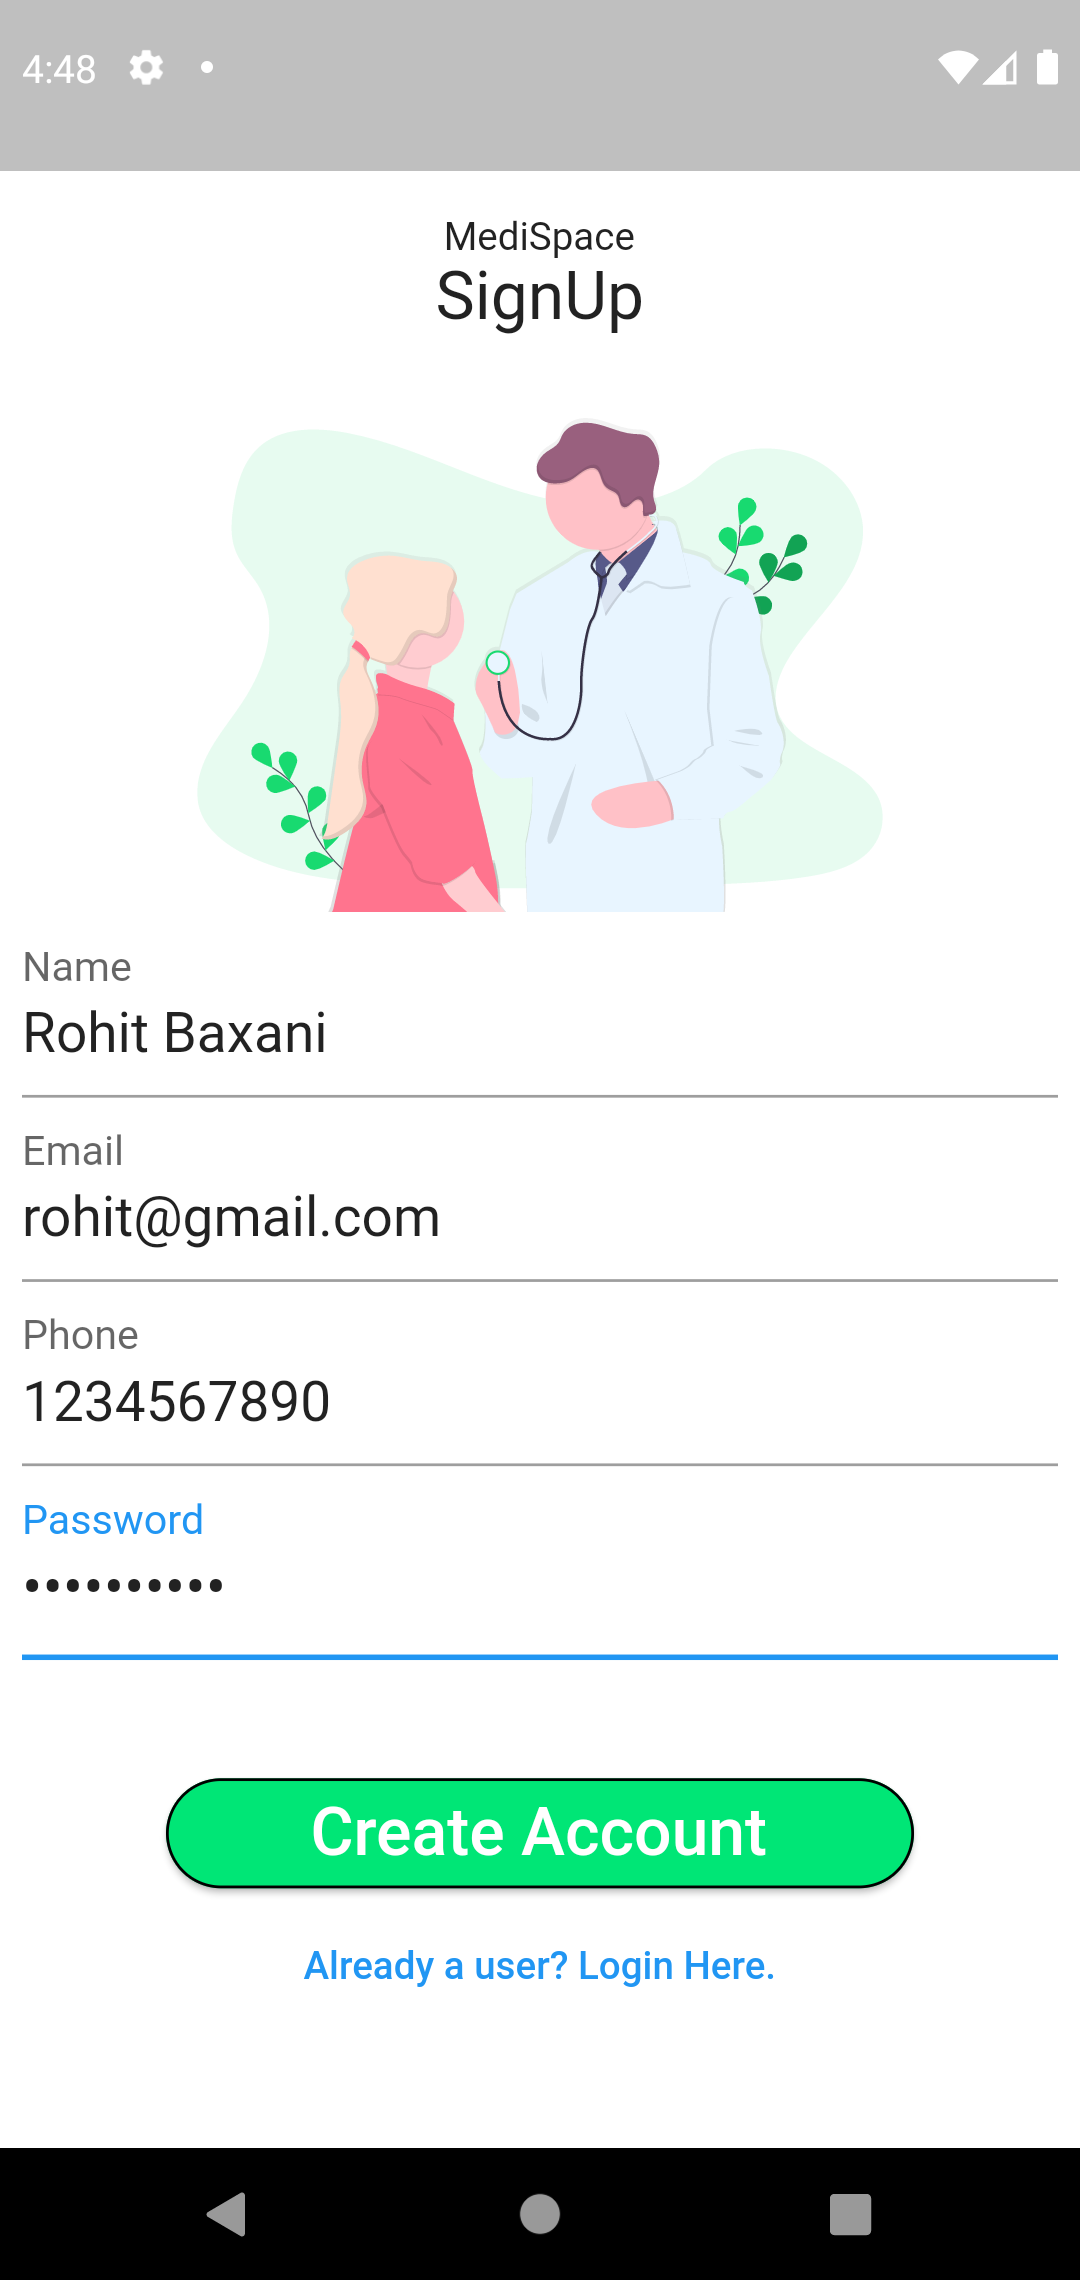 4:48
MediSpace
SignUp
Name
Rohit Baxani
Email
rohit@gmail.com
Phone
1234567890
Password
••••••••••
Create Account
Already a user? Login Here.